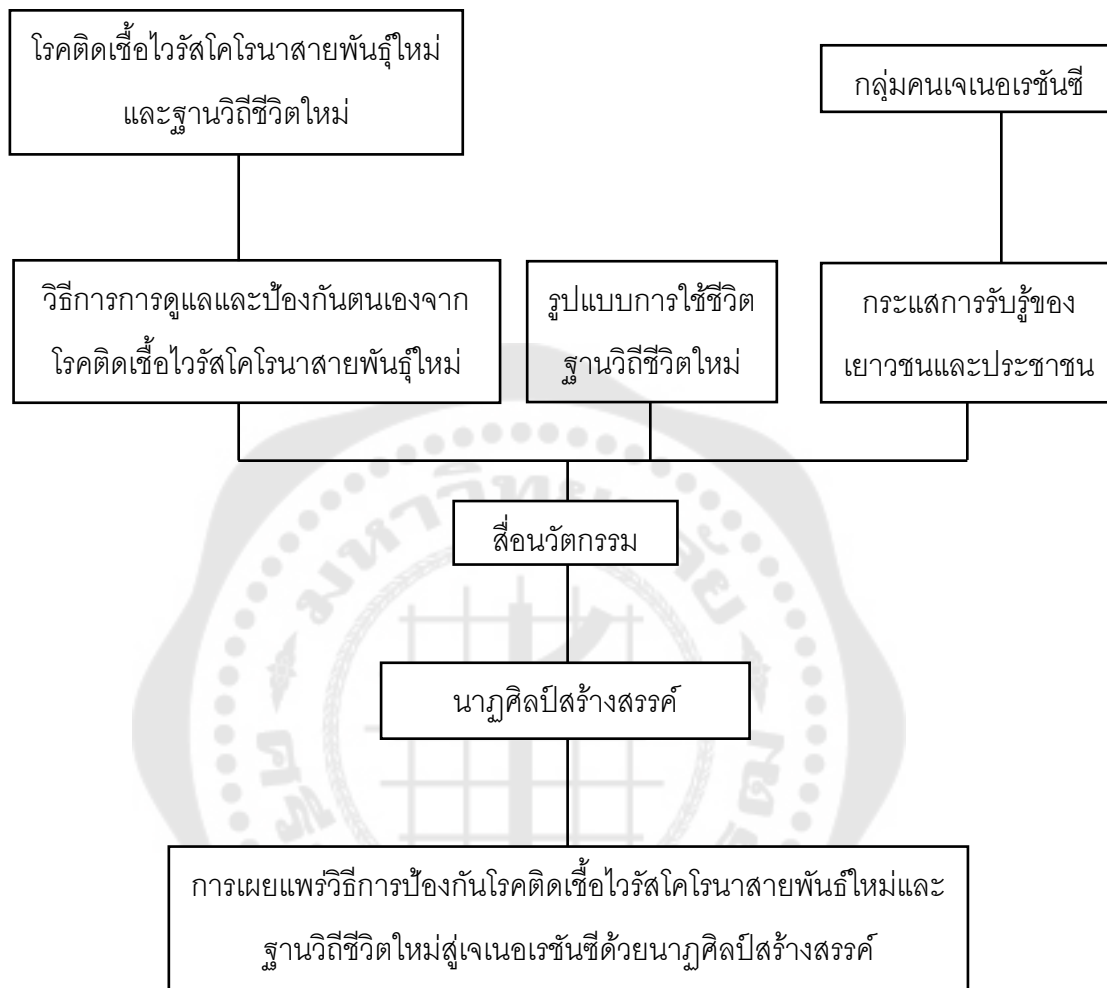 โรคติดเชื้อไวรัสโคโรนาสายพันธุ์ใหม่
และฐานวิถีชีวิตใหม่
กลุ่มคนเจเนอเรชันซี
วิธีการการดูแลและป้องกันตนเองจาก
โรคติดเชื้อไวรัสโคโรนาสายพันธุ์ใหม่
รูปแบบการใช้ชีวิต
ฐานวิถีชีวิตใหม่
กระแสการรับรู้ของ
เยาวชนและประชาชน
สื่อนวัตกรรม
นาฏศิลป์สร้างสรรค์
การเผยแพร่วิธีการป้องกันโรคติดเชื้อไวรัสโคโรนาสายพันธ์ใหม่และ
ฐานวิถีชีวิตใหม่สู่เจเนอเรชันซีด้วยนาฏศิลป์สร้างสรรค์
มหาวิทยาลัย